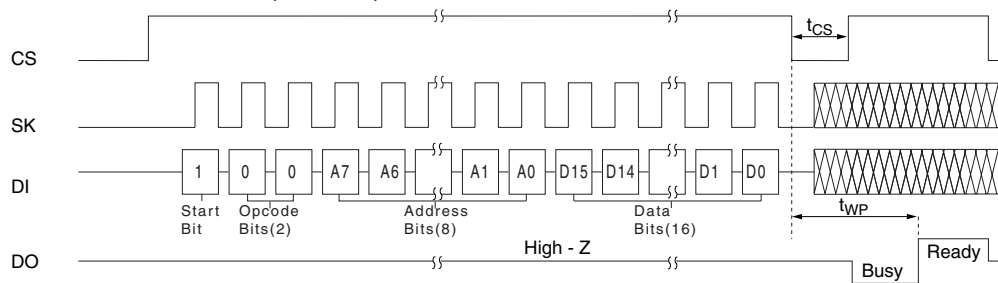 tCS
CS
SK
DI
1 0 0 A7 A6 A1 A0 D15 D14 D1 D0
Start Bit
Opcode Bits(2)
Address Bits(8)
Data Bits(16)
tWP
High - Z
DO
Busy
Ready